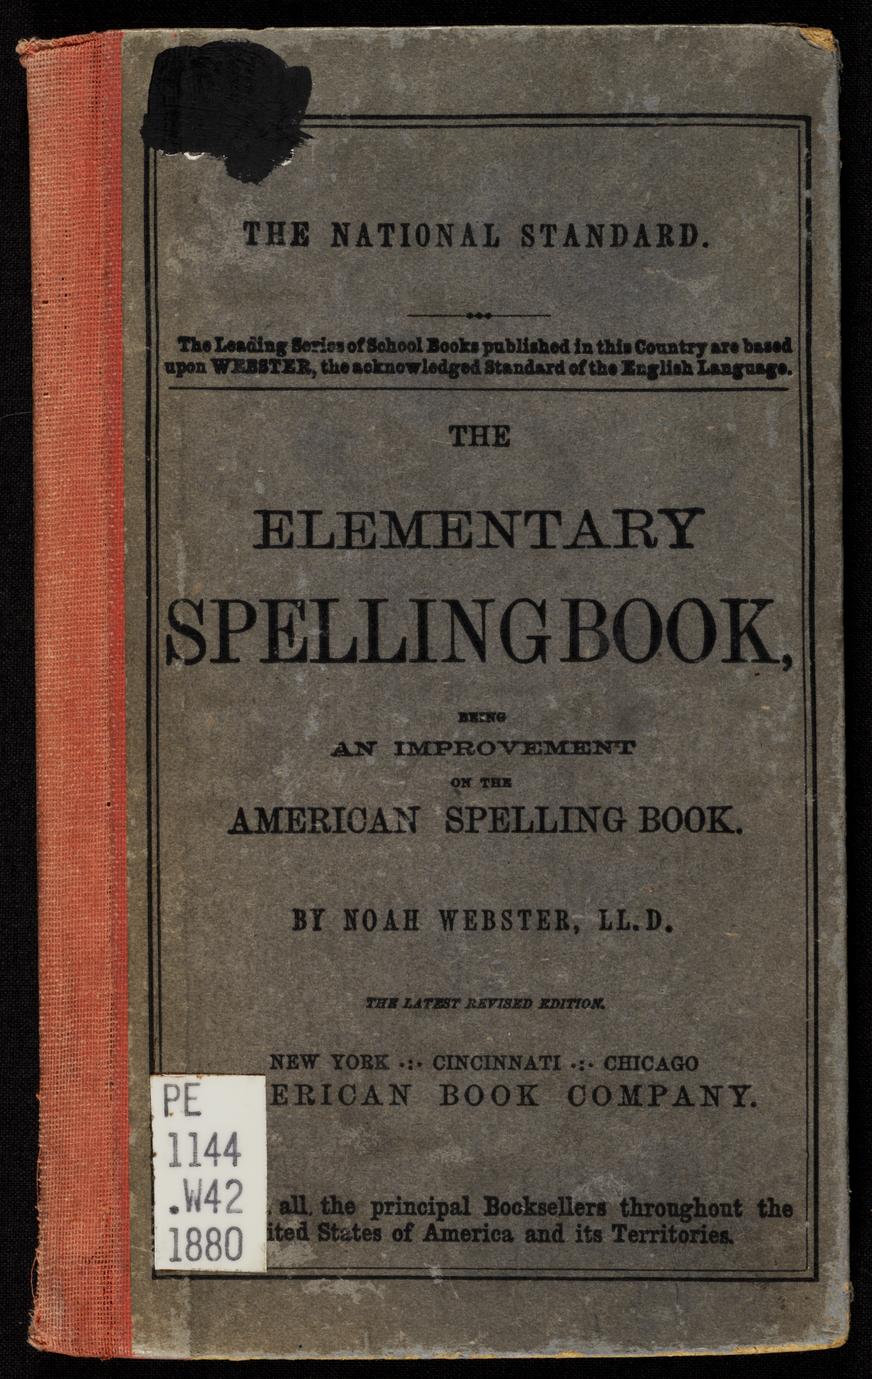 THE NATIONAL STANDARD.
The Leading Series of School Books published in this Country are based
upon WEBSTER, the acknowledged Standard of the English Language.
THE
ELEMENTARY
SPELLING BOOK,
BEING
AN IMPROVEMENT
ON THE
AMERICAN SPELLING BOOK.
BY NOAH WEBSTER, LL.D.
THE LATEST REVISED EDITION.
NEW YORK ·:· CINCINNATI ·:· CHICAGO
ERICAN BOOK COMPANY.
all, the principal Booksellers throughout the
ited States of America and its Territories.
PE
1144
.W42
1880